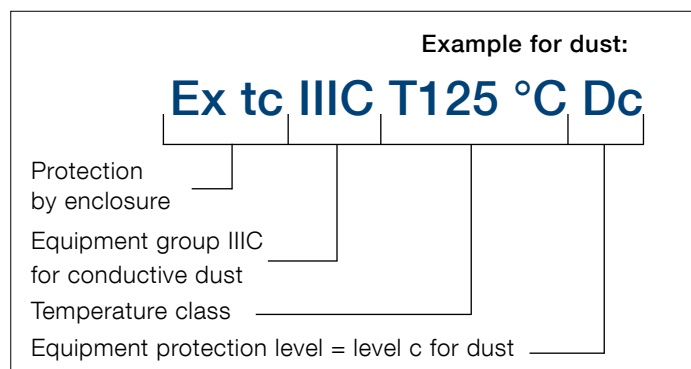 Example for dust:
Ex tc IIIC T125 °C Dc
Protection
by enclosure
Equipment group IIIC
for conductive dust
Temperature class
Equipment protection level = level c for dust